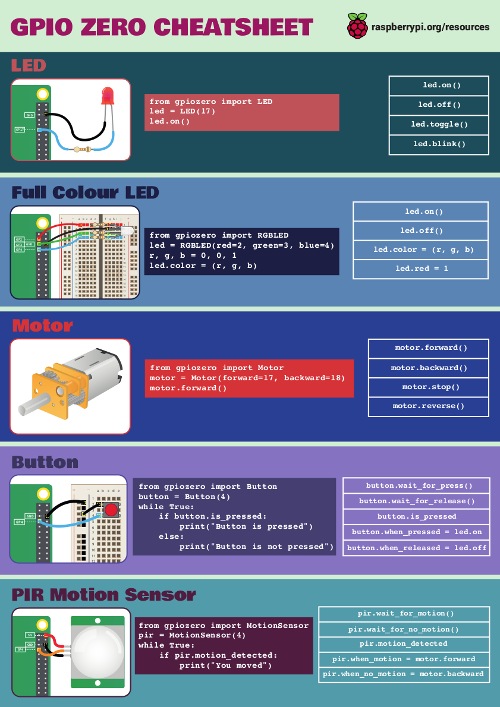 GPIO ZERO CHEATSHEET
raspberrypi.org/resources
LED
from gpiozero import LED
led = LED(17)
led.on()
led.on()
led.off()
led.toggle()
led.blink()
Full Colour LED
from gpiozero import RGBLED
led = RGBLED(red=2, green=3, blue=4)
r, g, b = 0, 0, 1
led.color = (r, g, b)
led.on()
led.off()
led.color = (r, g, b)
led.red = 1
Motor
from gpiozero import Motor
motor = Motor(forward=17, backward=18)
motor.forward()
motor.forward()
motor.backward()
motor.stop()
motor.reverse()
Button
from gpiozero import Button
button = Button(4)
while True:
    if button.is_pressed:
        print("Button is pressed")
    else:
        print("Button is not pressed")
button.wait_for_press()
button.wait_for_release()
button.is_pressed
button.when_pressed = led.on
button.when_released = led.off
PIR Motion Sensor
from gpiozero import MotionSensor
pir = MotionSensor(4)
while True:
    if pir.motion_detected:
        print("You moved")
pir.wait_for_motion()
pir.wait_for_no_motion()
pir.motion_detected
pir.when_motion = motor.forward
pir.when_no_motion = motor.backward